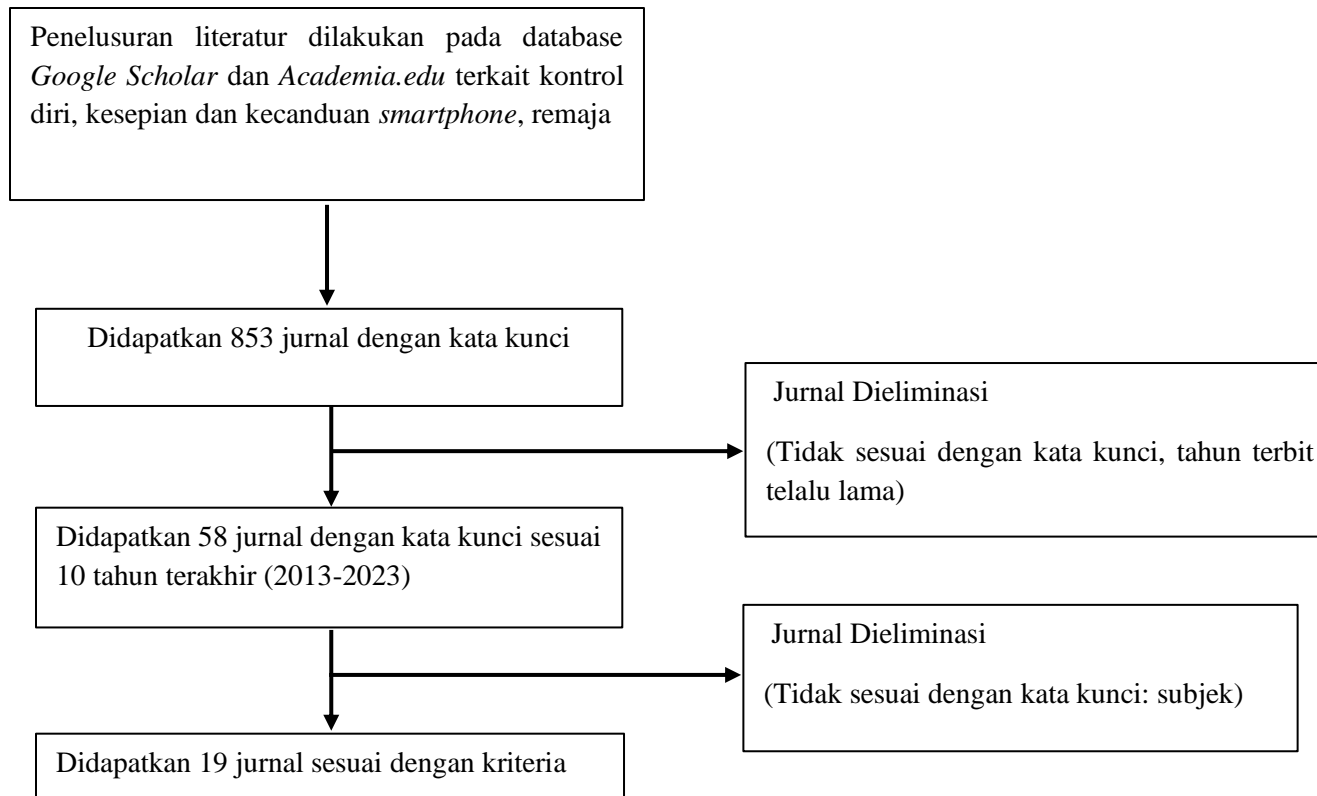 Penelusuran literatur dilakukan pada database
Google Scholar dan Academia.edu terkait kontrol
diri, kesepian dan kecanduan smartphone, remaja
Didapatkan 853 jurnal dengan kata kunci
Jurnal Dieliminasi
(Tidak sesuai dengan kata kunci, tahun terbit
telalu lama)
Didapatkan 58 jurnal dengan kata kunci sesuai
10 tahun terakhir (2013-2023)
Jurnal Dieliminasi
(Tidak sesuai dengan kata kunci: subjek)
Didapatkan 19 jurnal sesuai dengan kriteria